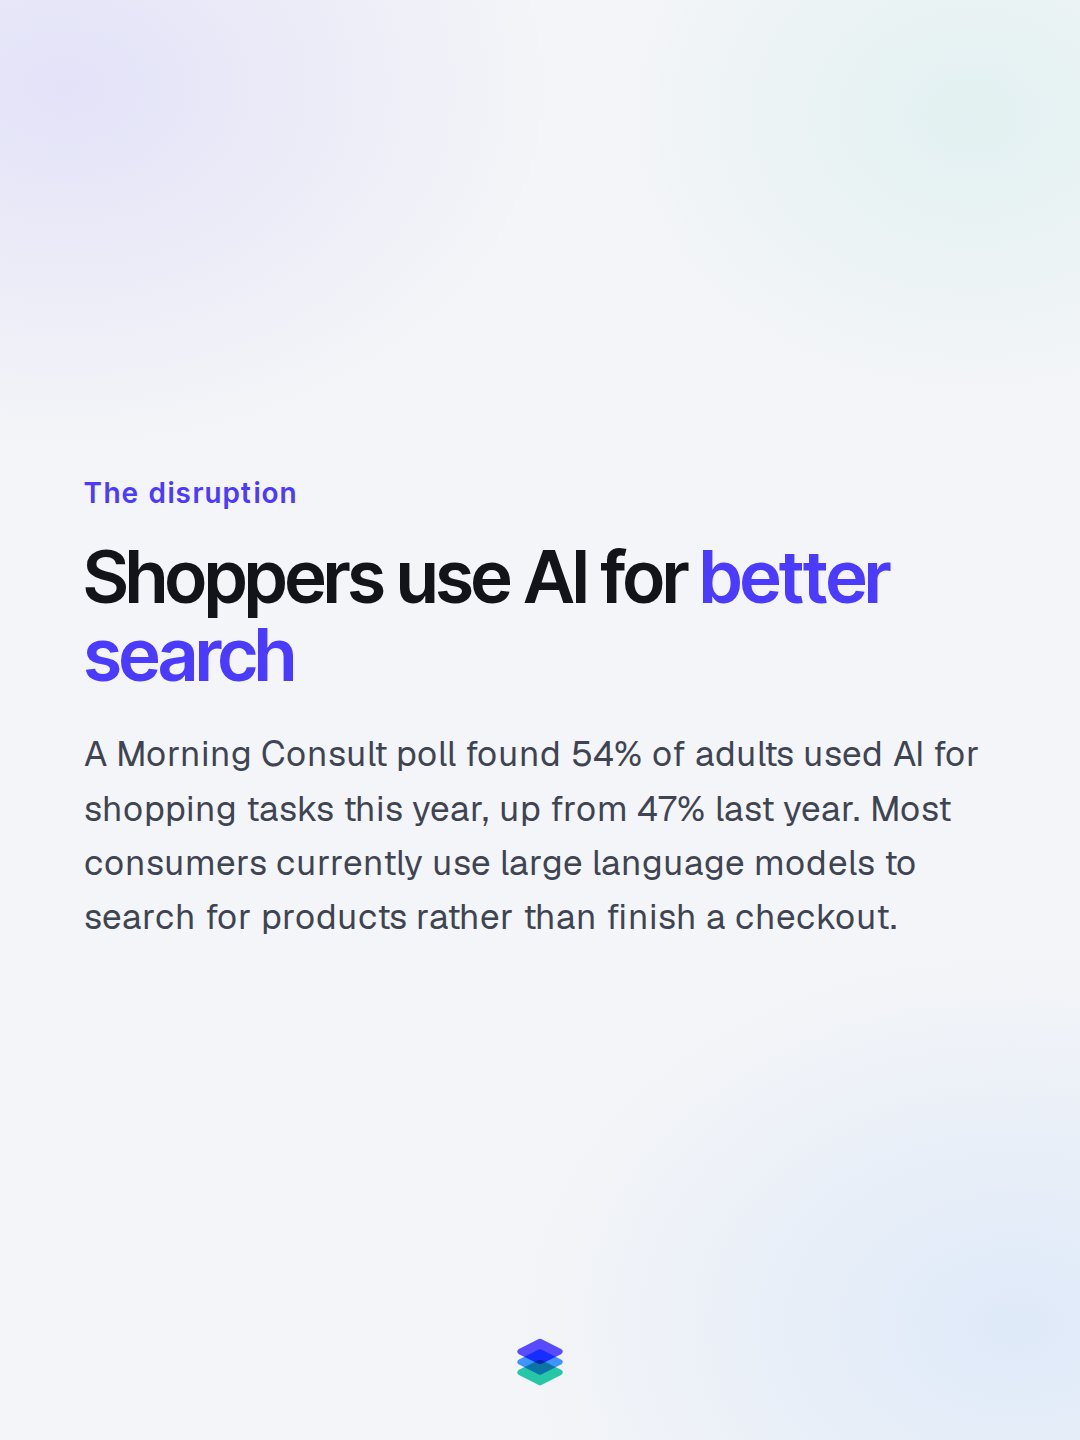 The disruption
Shoppers use AI for better
search
A Morning Consult poll found 54% of adults used AI for
shopping tasks this year, up from 47% last year. Most
consumers currently use large language models to
search for products rather than finish a checkout.